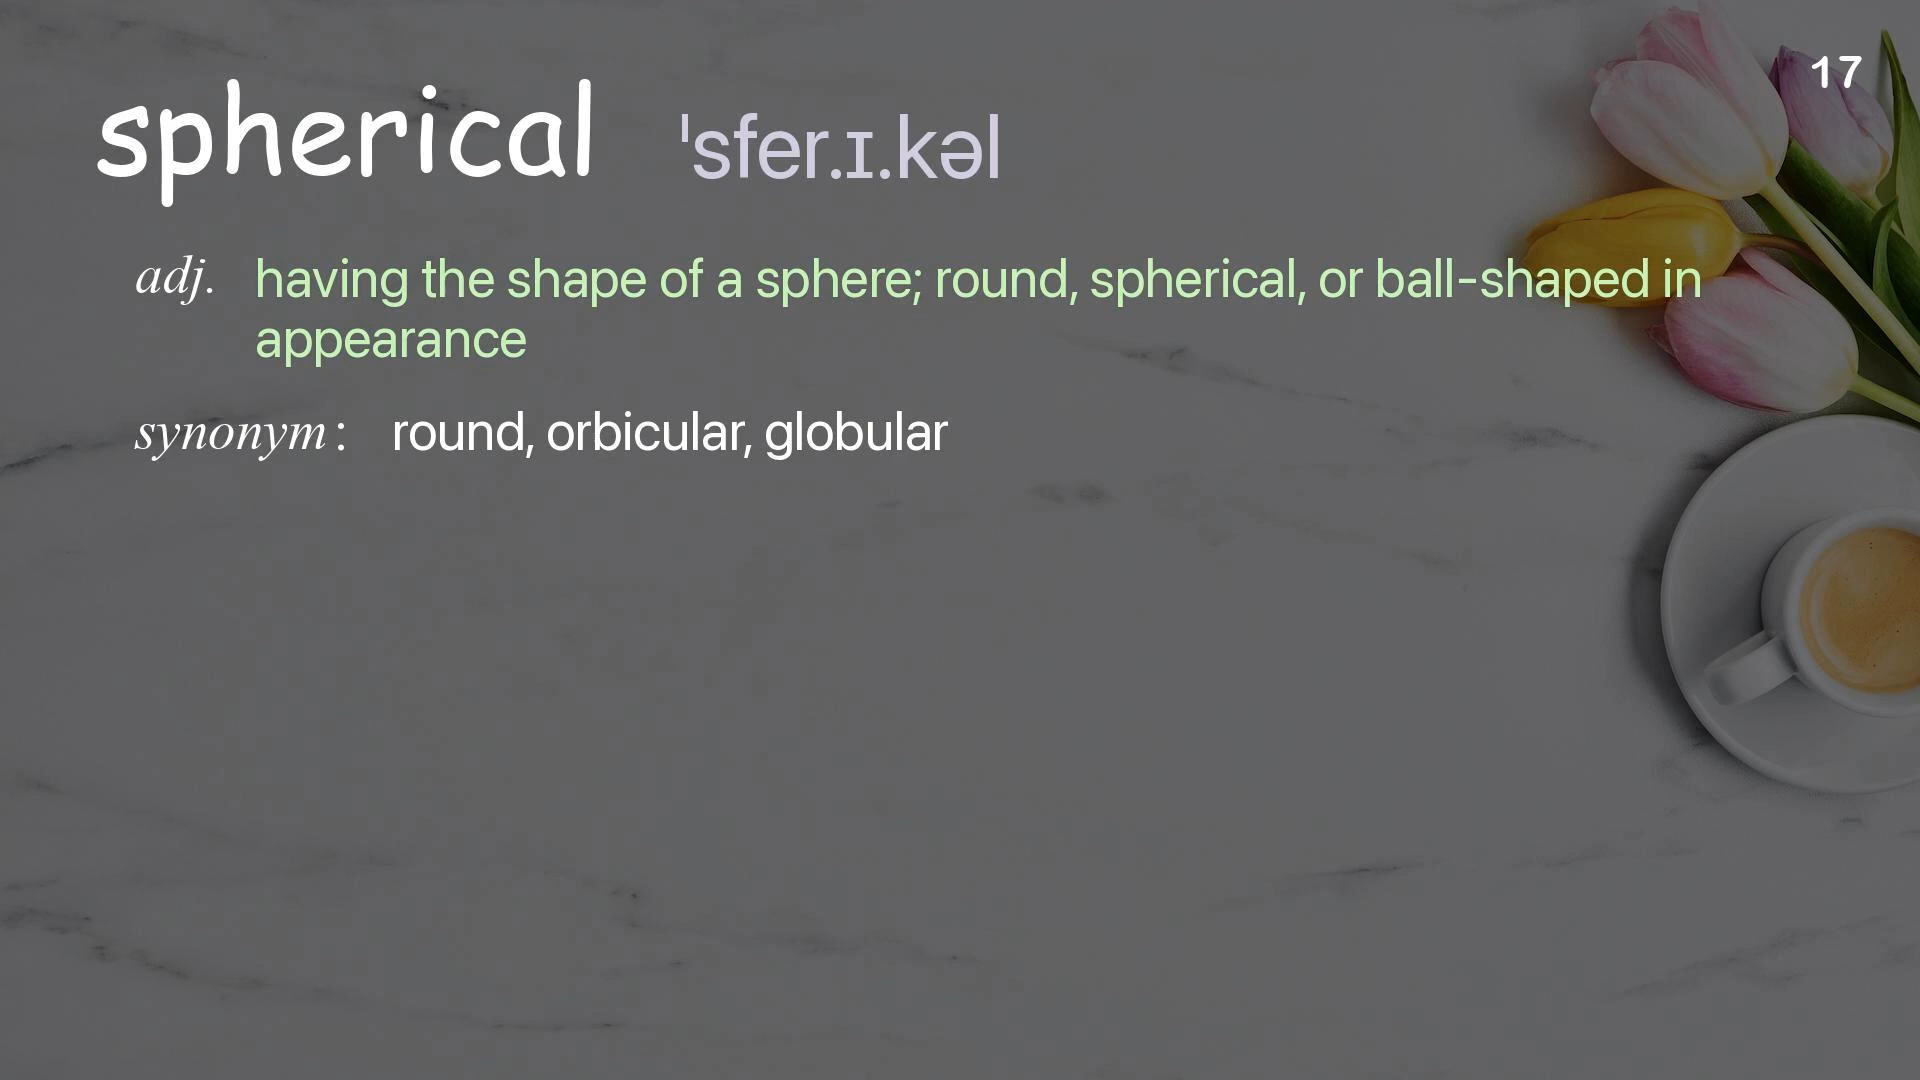 17
spherical ˈsfer.ɪ.kəl
adj. having the shape of a sphere; round, spherical, or ball-shaped in
appearance
synonym: round, orbicular, globular